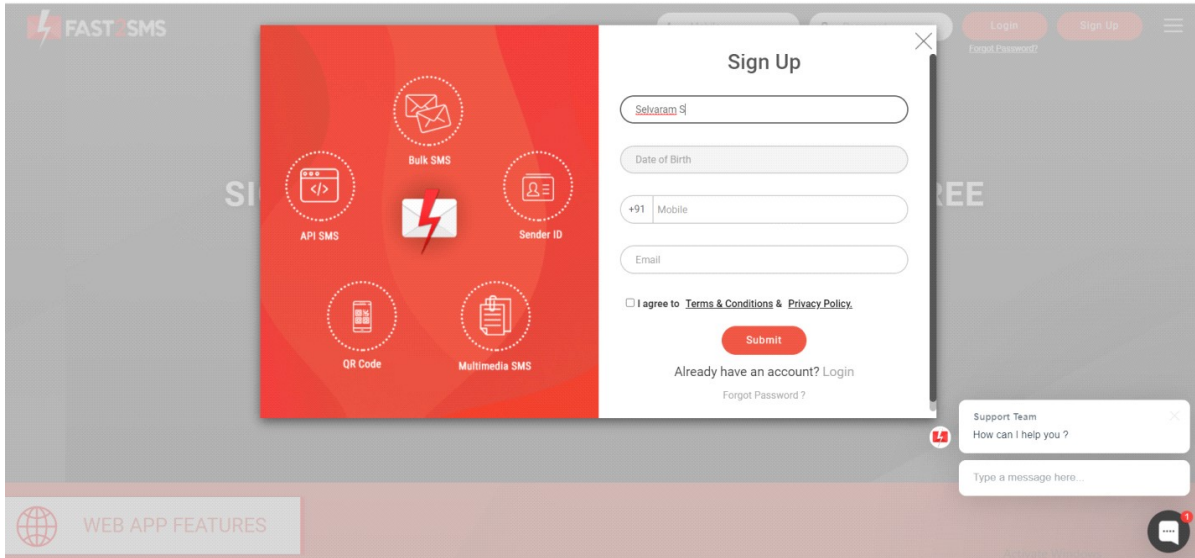 FAST2SMS
Login
Sign Up
Forgot Password?
Sign Up
Selvaram S
Date of Birth
+91 Mobile
Email
I agree to Terms & Conditions & Privacy Policy.
Submit
Already have an account? Login
Forgot Password ?
Bulk SMS
API SMS
Sender ID
QR Code
Multimedia SMS
SI
REE
Support Team
How can I help you ?
Type a message here...
1
WEB APP FEATURES